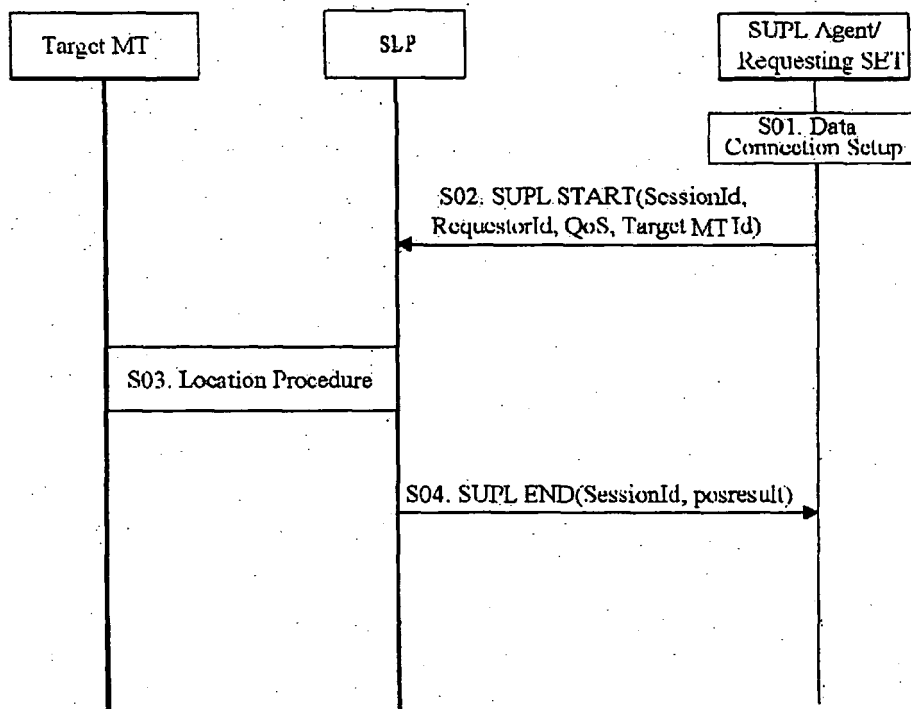 Target MT
SLP
SUPL Agent/
Requesting SET
S01. Data
Connection Setup
S02. SUPL START(SessionId,
RequestorId, QoS, Target MT Id)
S03. Location Procedure
S04. SUPL END(SessionId, posresult)